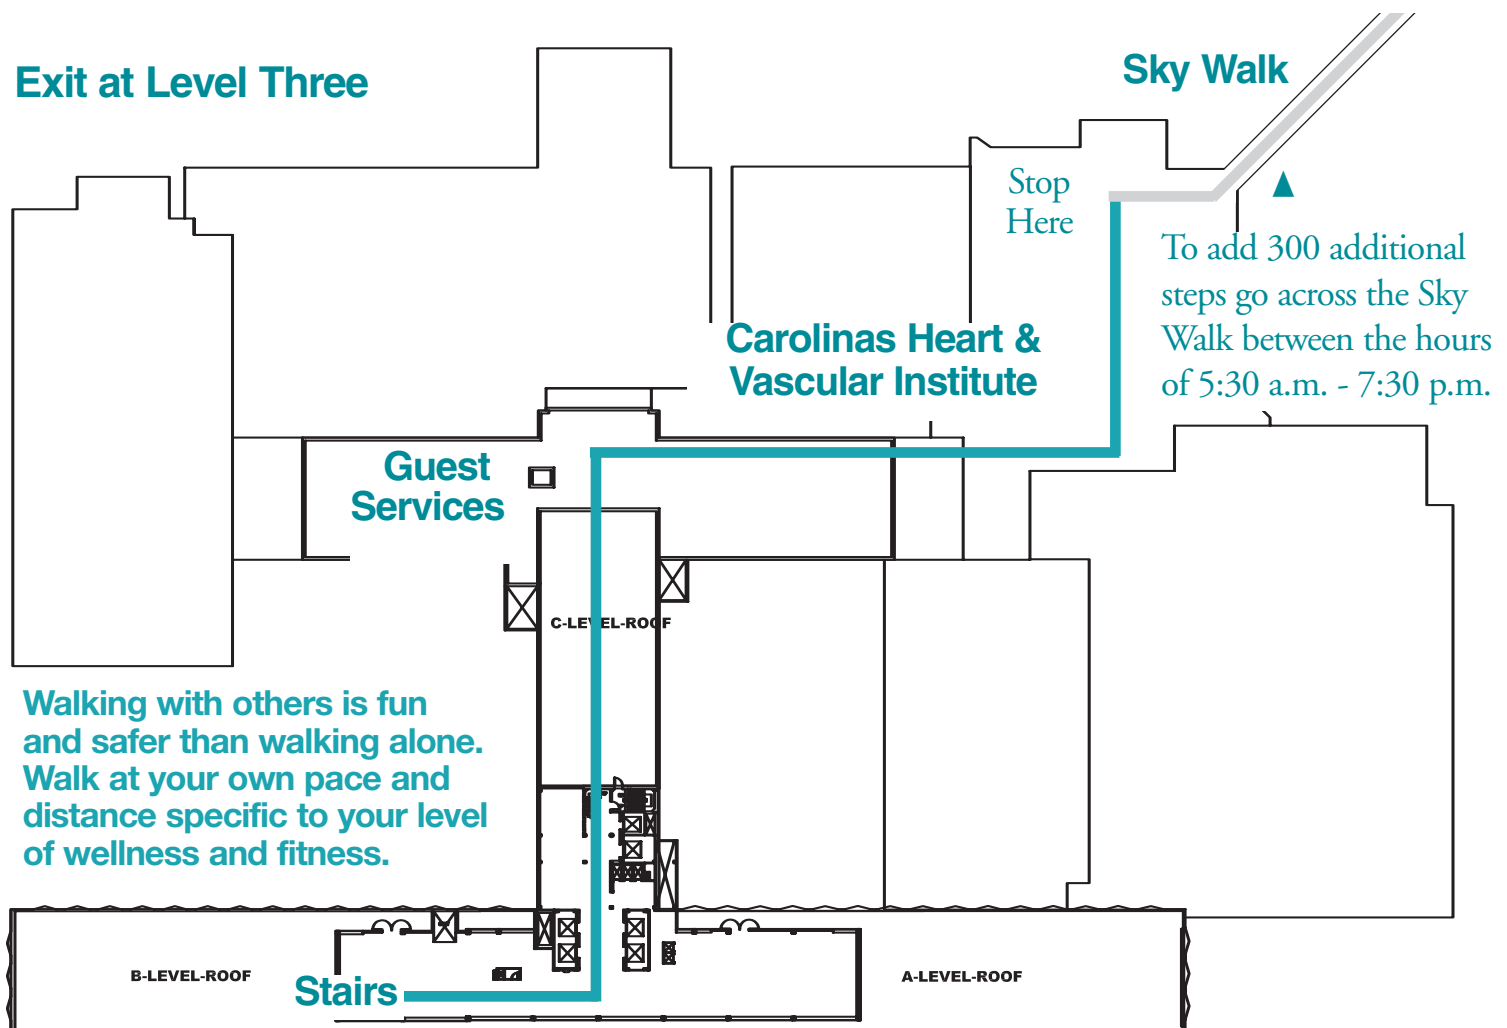 Exit at Level Three
Sky Walk
Stop
Here
To add 300 additional
steps go across the Sky
Walk between the hours
of 5:30 a.m. - 7:30 p.m.
Carolinas Heart &
Vascular Institute
Guest
Services
C-LEVEL-ROOF
Walking with others is fun
and safer than walking alone.
Walk at your own pace and
distance specific to your level
of wellness and fitness.
B-LEVEL-ROOF
Stairs
A-LEVEL-ROOF